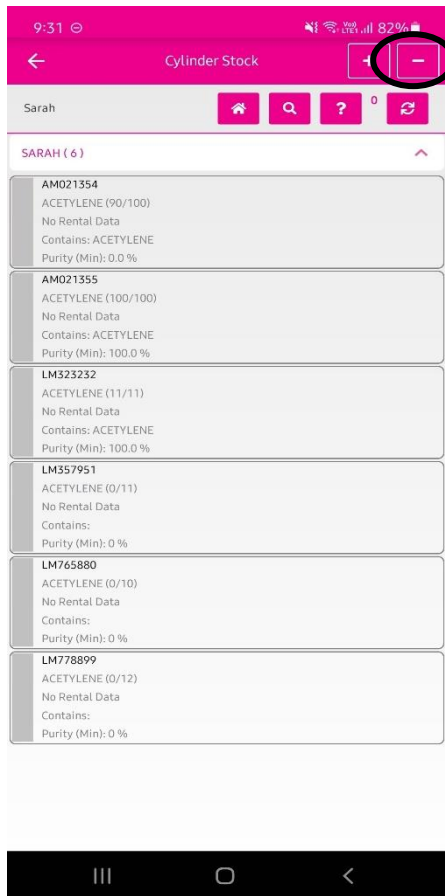 9:31
82%
Cylinder Stock
+ −
Sarah
? 0
SARAH ( 6 )
AM021354
ACETYLENE (90/100)
No Rental Data
Contains: ACETYLENE
Purity (Min): 0.0 %
AM021355
ACETYLENE (100/100)
No Rental Data
Contains: ACETYLENE
Purity (Min): 100.0 %
LM323232
ACETYLENE (11/11)
No Rental Data
Contains: ACETYLENE
Purity (Min): 100.0 %
LM357951
ACETYLENE (0/11)
No Rental Data
Contains:
Purity (Min): 0 %
LM765880
ACETYLENE (0/10)
No Rental Data
Contains:
Purity (Min): 0 %
LM778899
ACETYLENE (0/12)
No Rental Data
Contains:
Purity (Min): 0 %